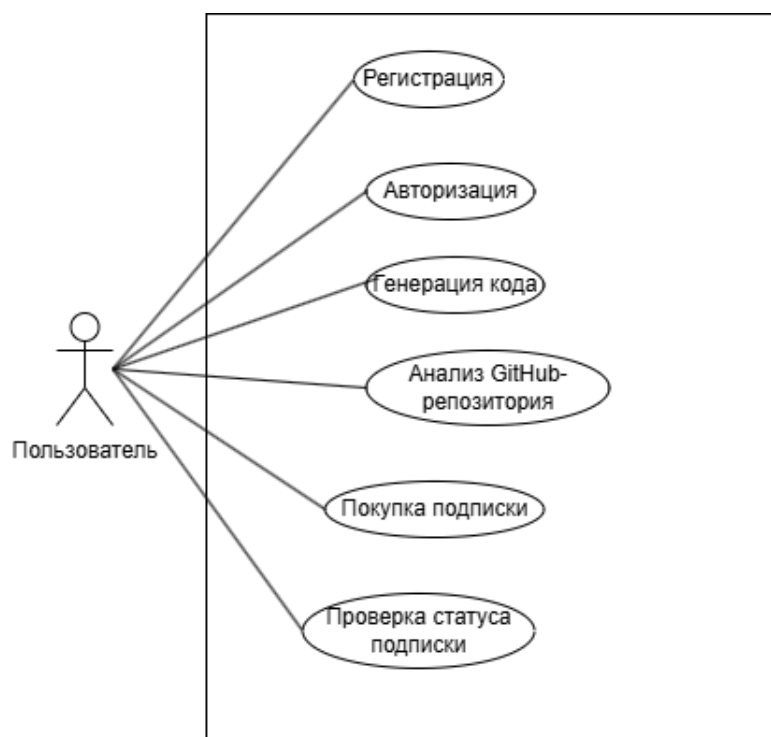 Регистрация
Авторизация
Генерация кода
Анализ GitHub-
репозитория
Пользователь
Покупка подписки
Проверка статуса
подписки